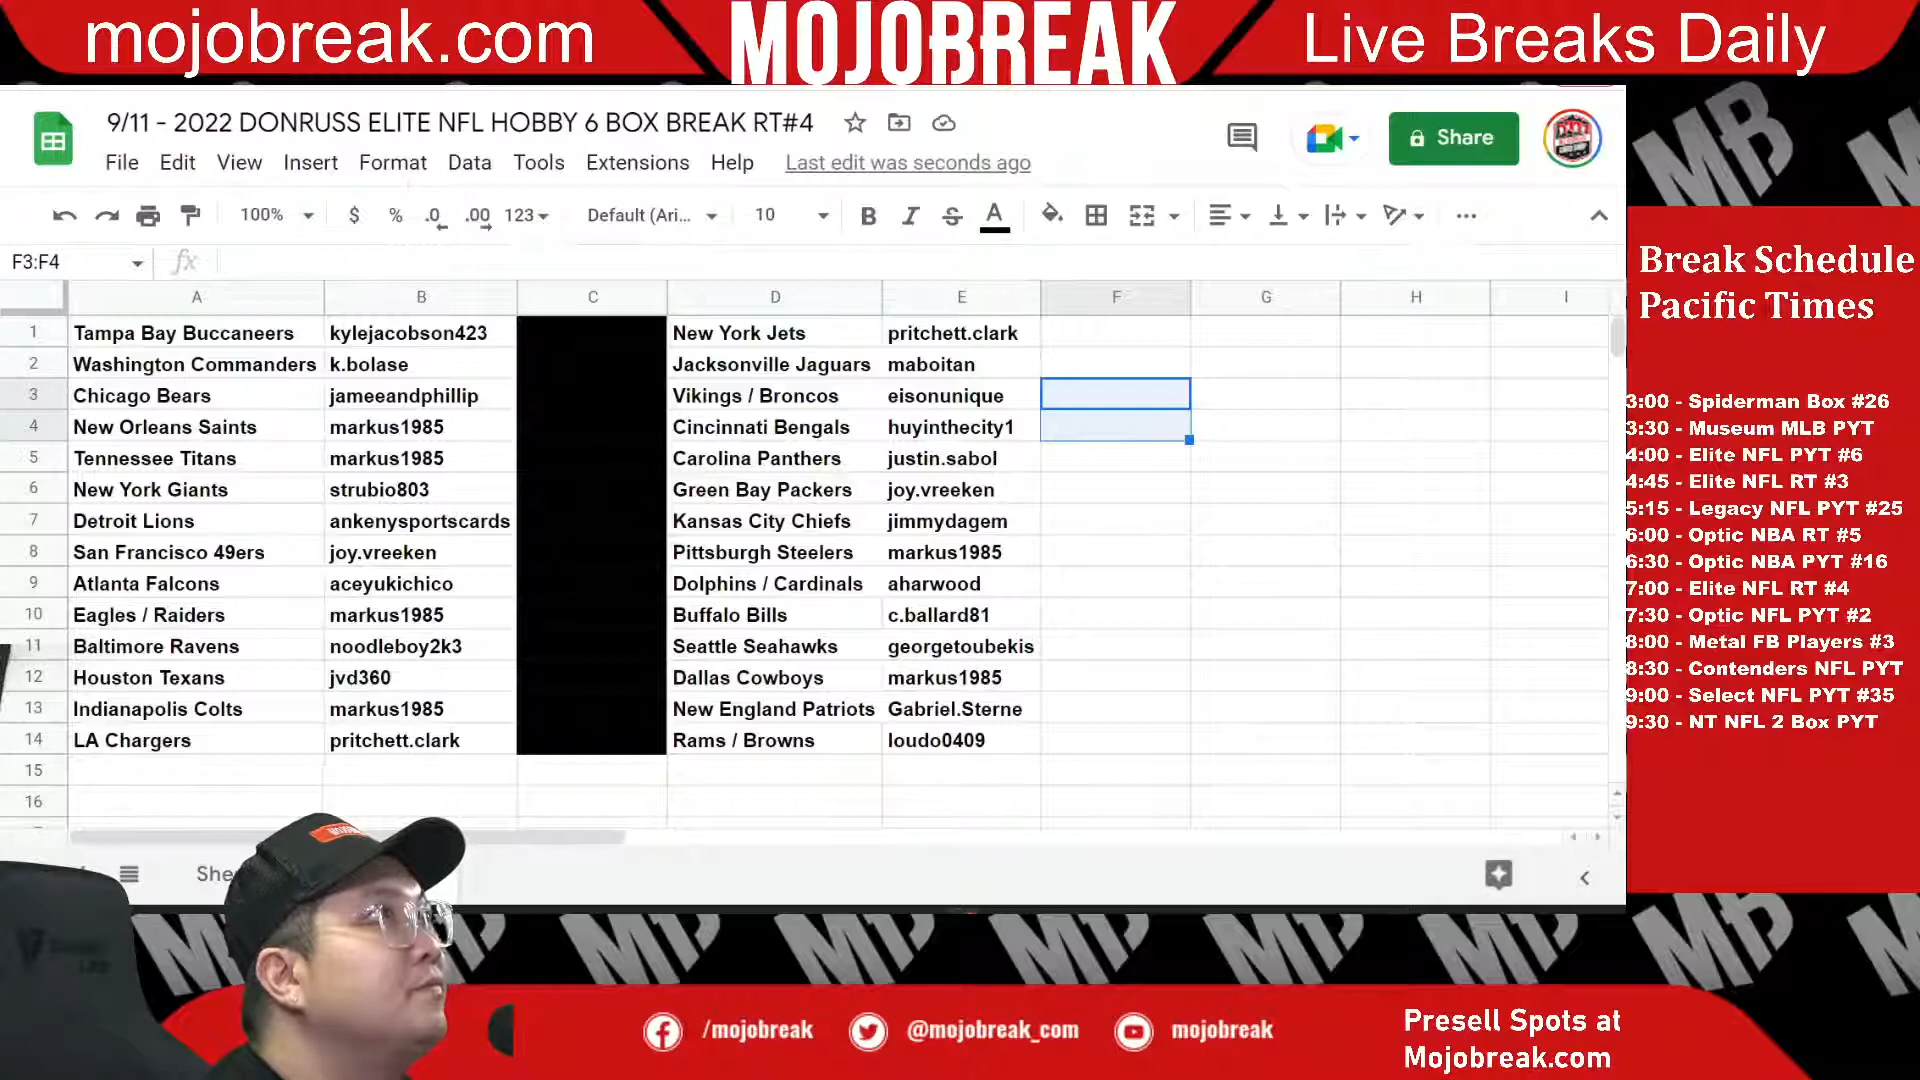 mojobreak.com
MOJOBREAK
Live Breaks Daily
9/11 - 2022 DONRUSS ELITE NFL HOBBY 6 BOX BREAK RT#4
Share
File Edit View Insert Format Data Tools Extensions Help Last edit was seconds ago
100% $ % .0 .00 123 Default (Ari... 10 B I S A
F3:F4 fx
A B C D E F G H I
1 Tampa Bay Buccaneers kylejacobson423 New York Jets pritchett.clark
2 Washington Commanders k.bolase Jacksonville Jaguars maboitan
3 Chicago Bears jameeandphillip Vikings / Broncos eisonunique
4 New Orleans Saints markus1985 Cincinnati Bengals huyinthecity1
5 Tennessee Titans markus1985 Carolina Panthers justin.sabol
6 New York Giants strubio803 Green Bay Packers joy.vreeken
7 Detroit Lions ankenysportscards Kansas City Chiefs jimmydagem
8 San Francisco 49ers joy.vreeken Pittsburgh Steelers markus1985
9 Atlanta Falcons aceyukichico Dolphins / Cardinals aharwood
10 Eagles / Raiders markus1985 Buffalo Bills c.ballard81
11 Baltimore Ravens noodleboy2k3 Seattle Seahawks georgetoubekis
12 Houston Texans jvd360 Dallas Cowboys markus1985
13 Indianapolis Colts markus1985 New England Patriots Gabriel.Sterne
14 LA Chargers pritchett.clark Rams / Browns loudo0409
15
16
Break Schedule
Pacific Times
3:00 - Spiderman Box #26
3:30 - Museum MLB PYT
4:00 - Elite NFL PYT #6
4:45 - Elite NFL RT #3
5:15 - Legacy NFL PYT #25
6:00 - Optic NBA RT #5
6:30 - Optic NBA PYT #16
7:00 - Elite NFL RT #4
7:30 - Optic NFL PYT #2
8:00 - Metal FB Players #3
8:30 - Contenders NFL PYT
9:00 - Select NFL PYT #35
9:30 - NT NFL 2 Box PYT
/mojobreak
@mojobreak_com
mojobreak
Presell Spots at
Mojobreak.com